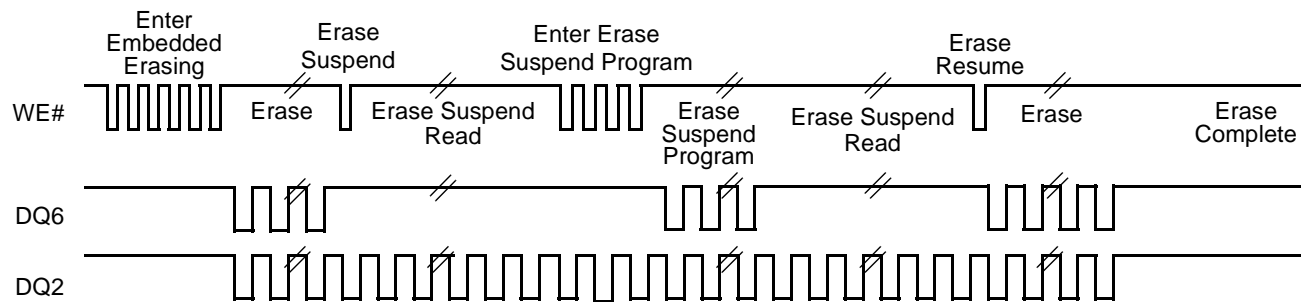 Enter
Embedded
Erasing
Erase
Suspend
Enter Erase
Suspend Program
Erase
Resume
WE#
Erase
Erase Suspend
Read
Erase
Suspend
Program
Erase Suspend
Read
Erase
Erase
Complete
DQ6
DQ2